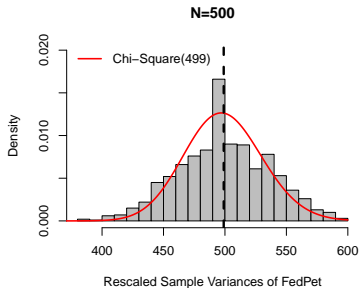 N=500
0.020
Chi−Square(499)
0.010
Density
0.000
400 450 500 550 600
Rescaled Sample Variances of FedPet